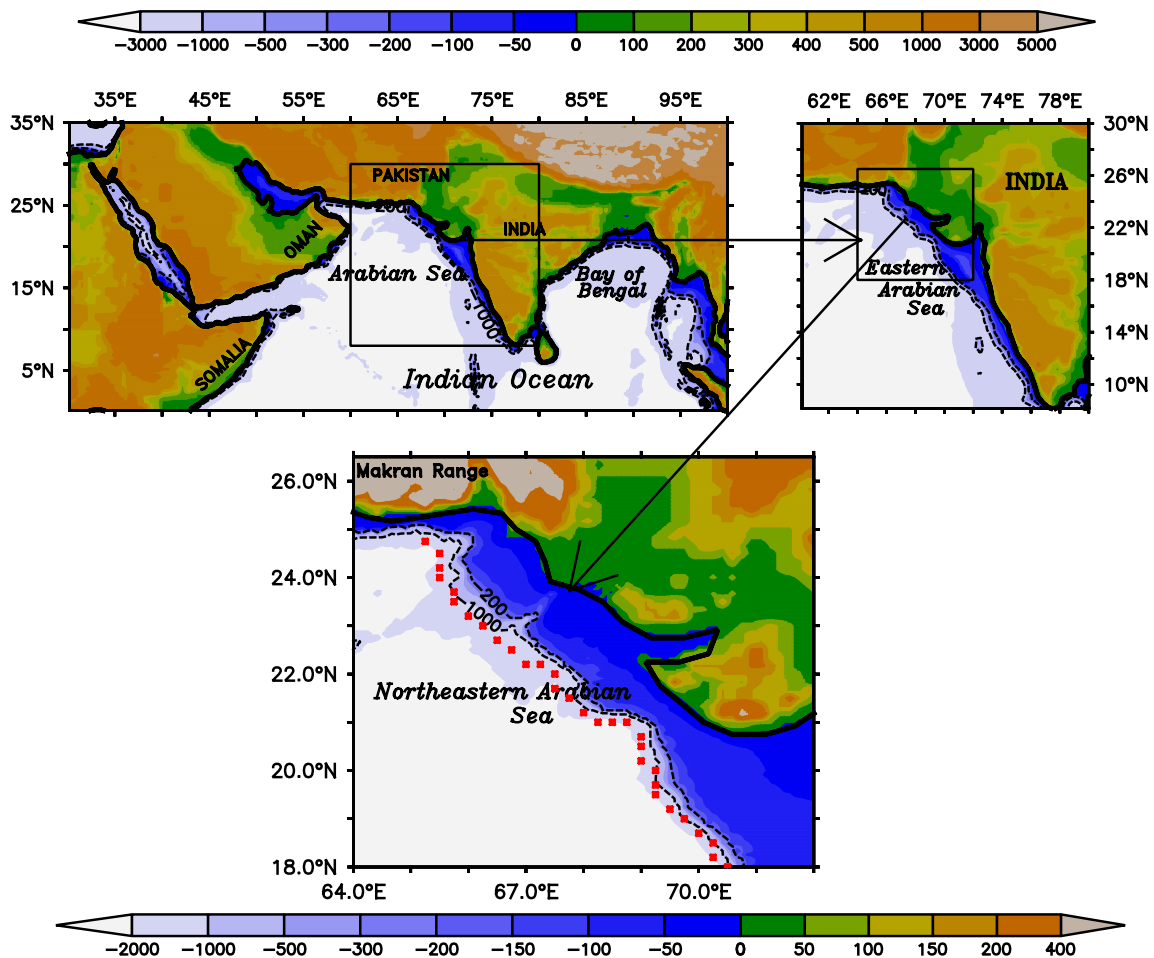 −3000 −1000 −500 −300 −200 −100 −50 0 100 200 300 400 500 1000 3000 5000
35°E 45°E 55°E 65°E 75°E 85°E 95°E
62°E 66°E 70°E 74°E 78°E
35°N
25°N
15°N
5°N
PAKISTAN
200
OMAN
INDIA
Arabian Sea
Bay of
Bengal
1000
SOMALIA
Indian Ocean
30°N
26°N
22°N
18°N
14°N
10°N
INDIA
200
Eastern
Arabian
Sea
Makran Range
26.0°N
24.0°N
22.0°N
20.0°N
18.0°N
200
1000
Northeastern Arabian
Sea
64.0°E 67.0°E 70.0°E
−2000 −1000 −500 −300 −200 −150 −100 −50 0 50 100 150 200 400